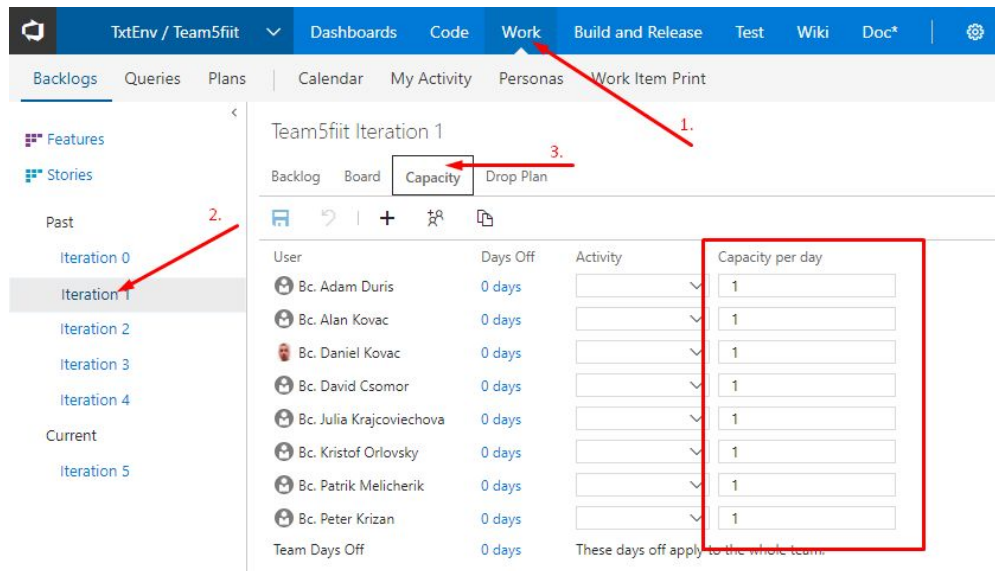 TxtEnv / Team5fiit Dashboards Code Work Build and Release Test Wiki Doc*
Backlogs Queries Plans Calendar My Activity Personas Work Item Print
Features
Stories
Past
Iteration 0
Iteration 1
Iteration 2
Iteration 3
Iteration 4
Current
Iteration 5
1.
2.
3.
Team5fiit Iteration 1
Backlog Board Capacity Drop Plan
User Days Off Activity Capacity per day
Bc. Adam Duris 0 days 1
Bc. Alan Kovac 0 days 1
Bc. Daniel Kovac 0 days 1
Bc. David Csomor 0 days 1
Bc. Julia Krajcoviechova 0 days 1
Bc. Kristof Orlovsky 0 days 1
Bc. Patrik Melicherik 0 days 1
Bc. Peter Krizan 0 days 1
Team Days Off 0 days These days off apply to the whole team.